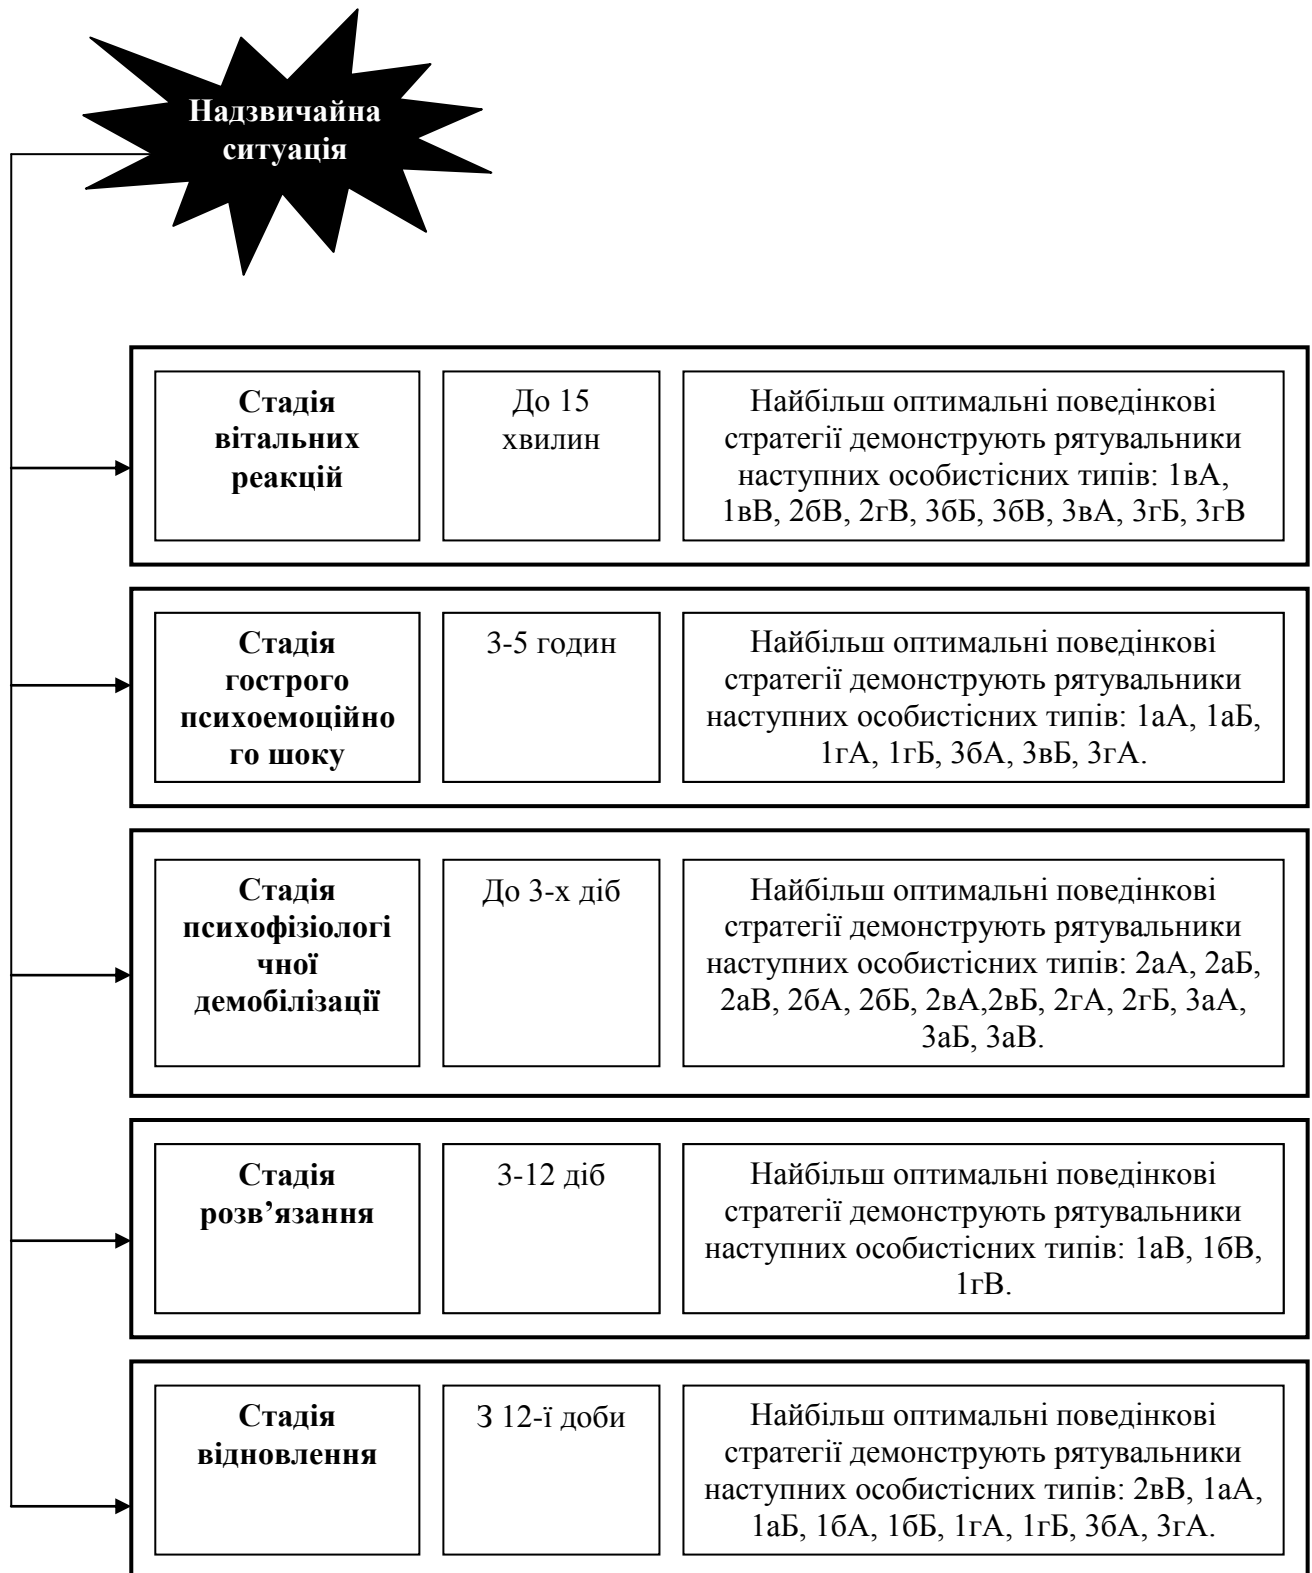 Надзвичайна
ситуація
Стадія
вітальних
реакцій
До 15
хвилин
Найбільш оптимальні поведінкові
стратегії демонструють рятувальники
наступних особистісних типів: 1вА,
1вВ, 2бВ, 2гВ, 3бБ, 3бВ, 3вА, 3гБ, 3гВ
Стадія
гострого
психоемоційно
го шоку
3-5 годин
Найбільш оптимальні поведінкові
стратегії демонструють рятувальники
наступних особистісних типів: 1аА, 1аБ,
1гА, 1гБ, 3бА, 3вБ, 3гА.
Стадія
психофізіологі
чної
демобілізації
До 3-х діб
Найбільш оптимальні поведінкові
стратегії демонструють рятувальники
наступних особистісних типів: 2аА, 2аБ,
2аВ, 2бА, 2бБ, 2вА,2вБ, 2гА, 2гБ, 3аА,
3аБ, 3аВ.
Стадія
розв’язання
3-12 діб
Найбільш оптимальні поведінкові
стратегії демонструють рятувальники
наступних особистісних типів: 1аВ, 1бВ,
1гВ.
Стадія
відновлення
З 12-ї доби
Найбільш оптимальні поведінкові
стратегії демонструють рятувальники
наступних особистісних типів: 2вВ, 1аА,
1аБ, 1бА, 1бБ, 1гА, 1гБ, 3бА, 3гА.